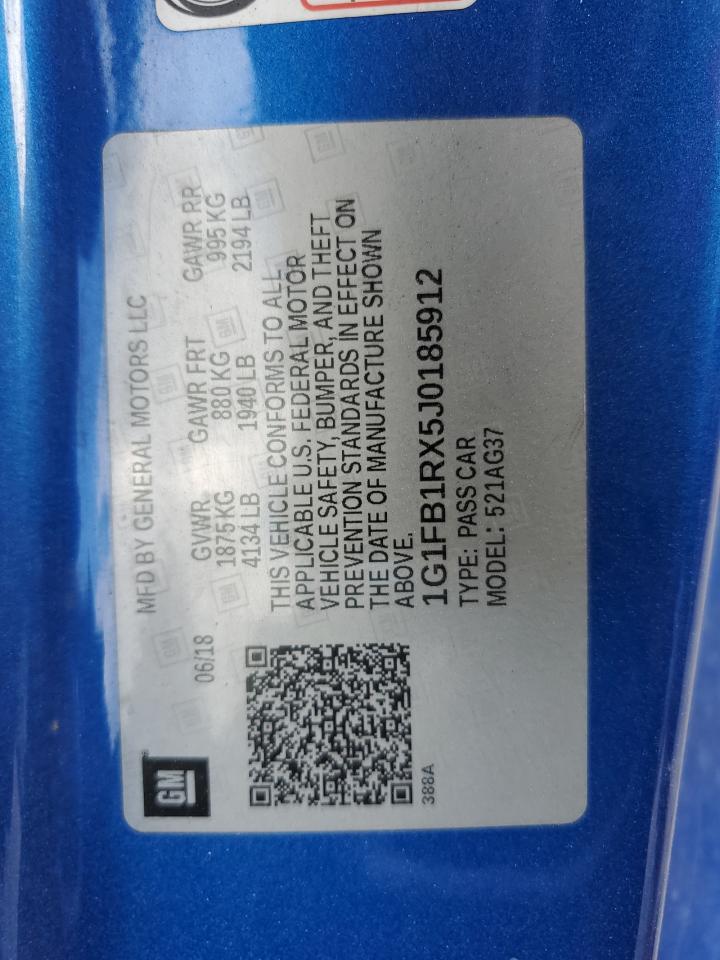 GM
MFD BY GENERAL MOTORS LLC
06/18
GVWR GAWR FRT GAWR RR
1875 KG 880 KG 995 KG
4134 LB 1940 LB 2194 LB
THIS VEHICLE CONFORMS TO ALL
APPLICABLE U.S. FEDERAL MOTOR
VEHICLE SAFETY, BUMPER, AND THEFT
PREVENTION STANDARDS IN EFFECT ON
THE DATE OF MANUFACTURE SHOWN
ABOVE.
1G1FB1RX5J0185912
TYPE: PASS CAR
MODEL: 521AG37
388A